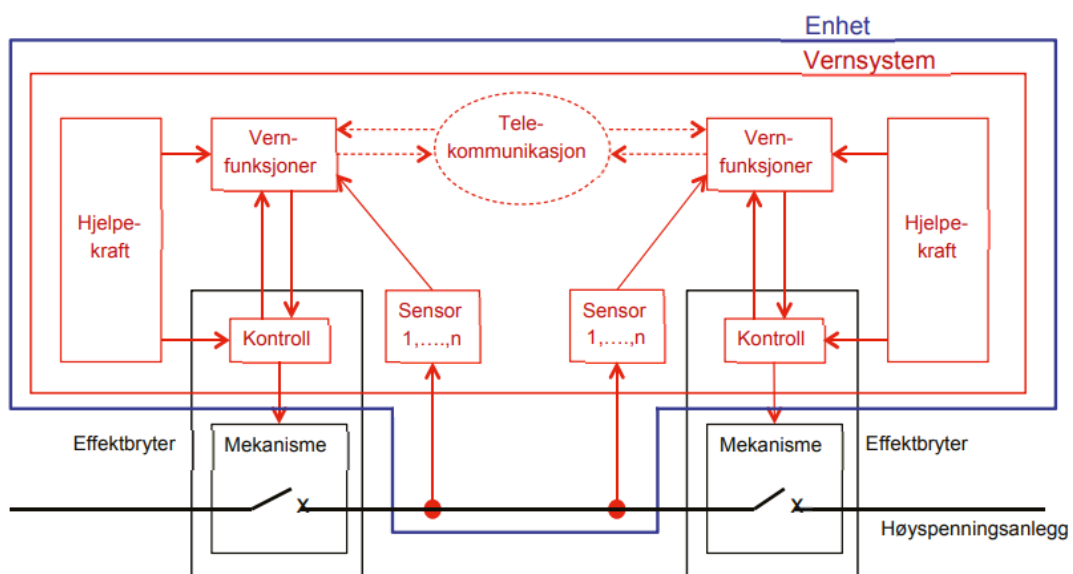 Enhet
Vernsystem
Hjelpe-
kraft
Vern-
funksjoner
Tele-
kommunikasjon
Vern-
funksjoner
Hjelpe-
kraft
Kontroll
Sensor
1,....,n
Sensor
1,....,n
Kontroll
Effektbryter
Mekanisme
Mekanisme
Effektbryter
x
x
Høyspenningsanlegg